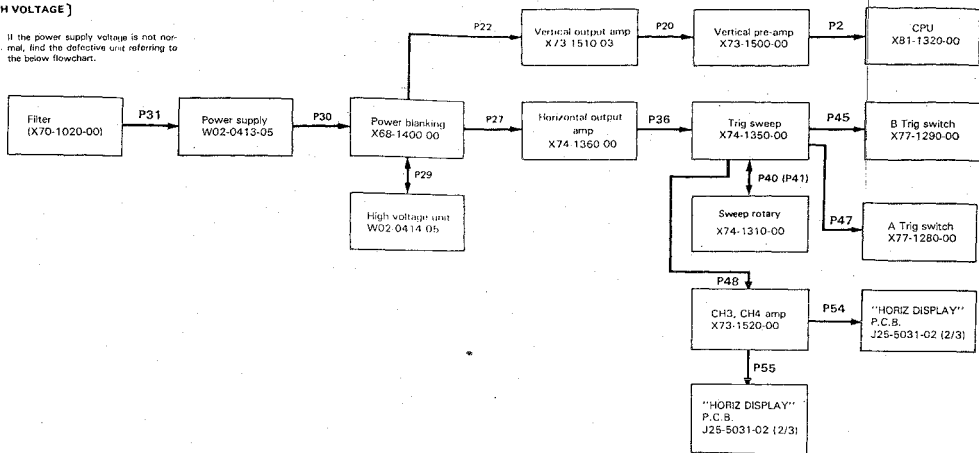 H VOLTAGE]
If the power supply voltage is not nor-
mal, find the defective unit referring to
the below flowchart.
P22
Vertical output amp
X73 1510 03
P20
Vertical pre-amp
X73-1500-00
P2
CPU
X81-1320-00
Filter
(X70-1020-00)
P31
Power supply
W02-0413-05
P30
Power blanking
X68-1400 00
P27
Horizontal output
amp
X74 1360 00
P36
Trig sweep
X74-1350-00
P45
B Trig switch
X77-1290-00
P29
High voltage unit
W02-0414 05
P40 (P41)
Sweep rotary
X74-1310-00
P47
A Trig switch
X77-1280-00
P48
CH3, CH4 amp
X73-1520-00
P54
"HORIZ DISPLAY"
P.C.B.
J25-5031-02 (2/3)
P55
"HORIZ DISPLAY"
P.C.B.
J25-5031-02 (2/3)